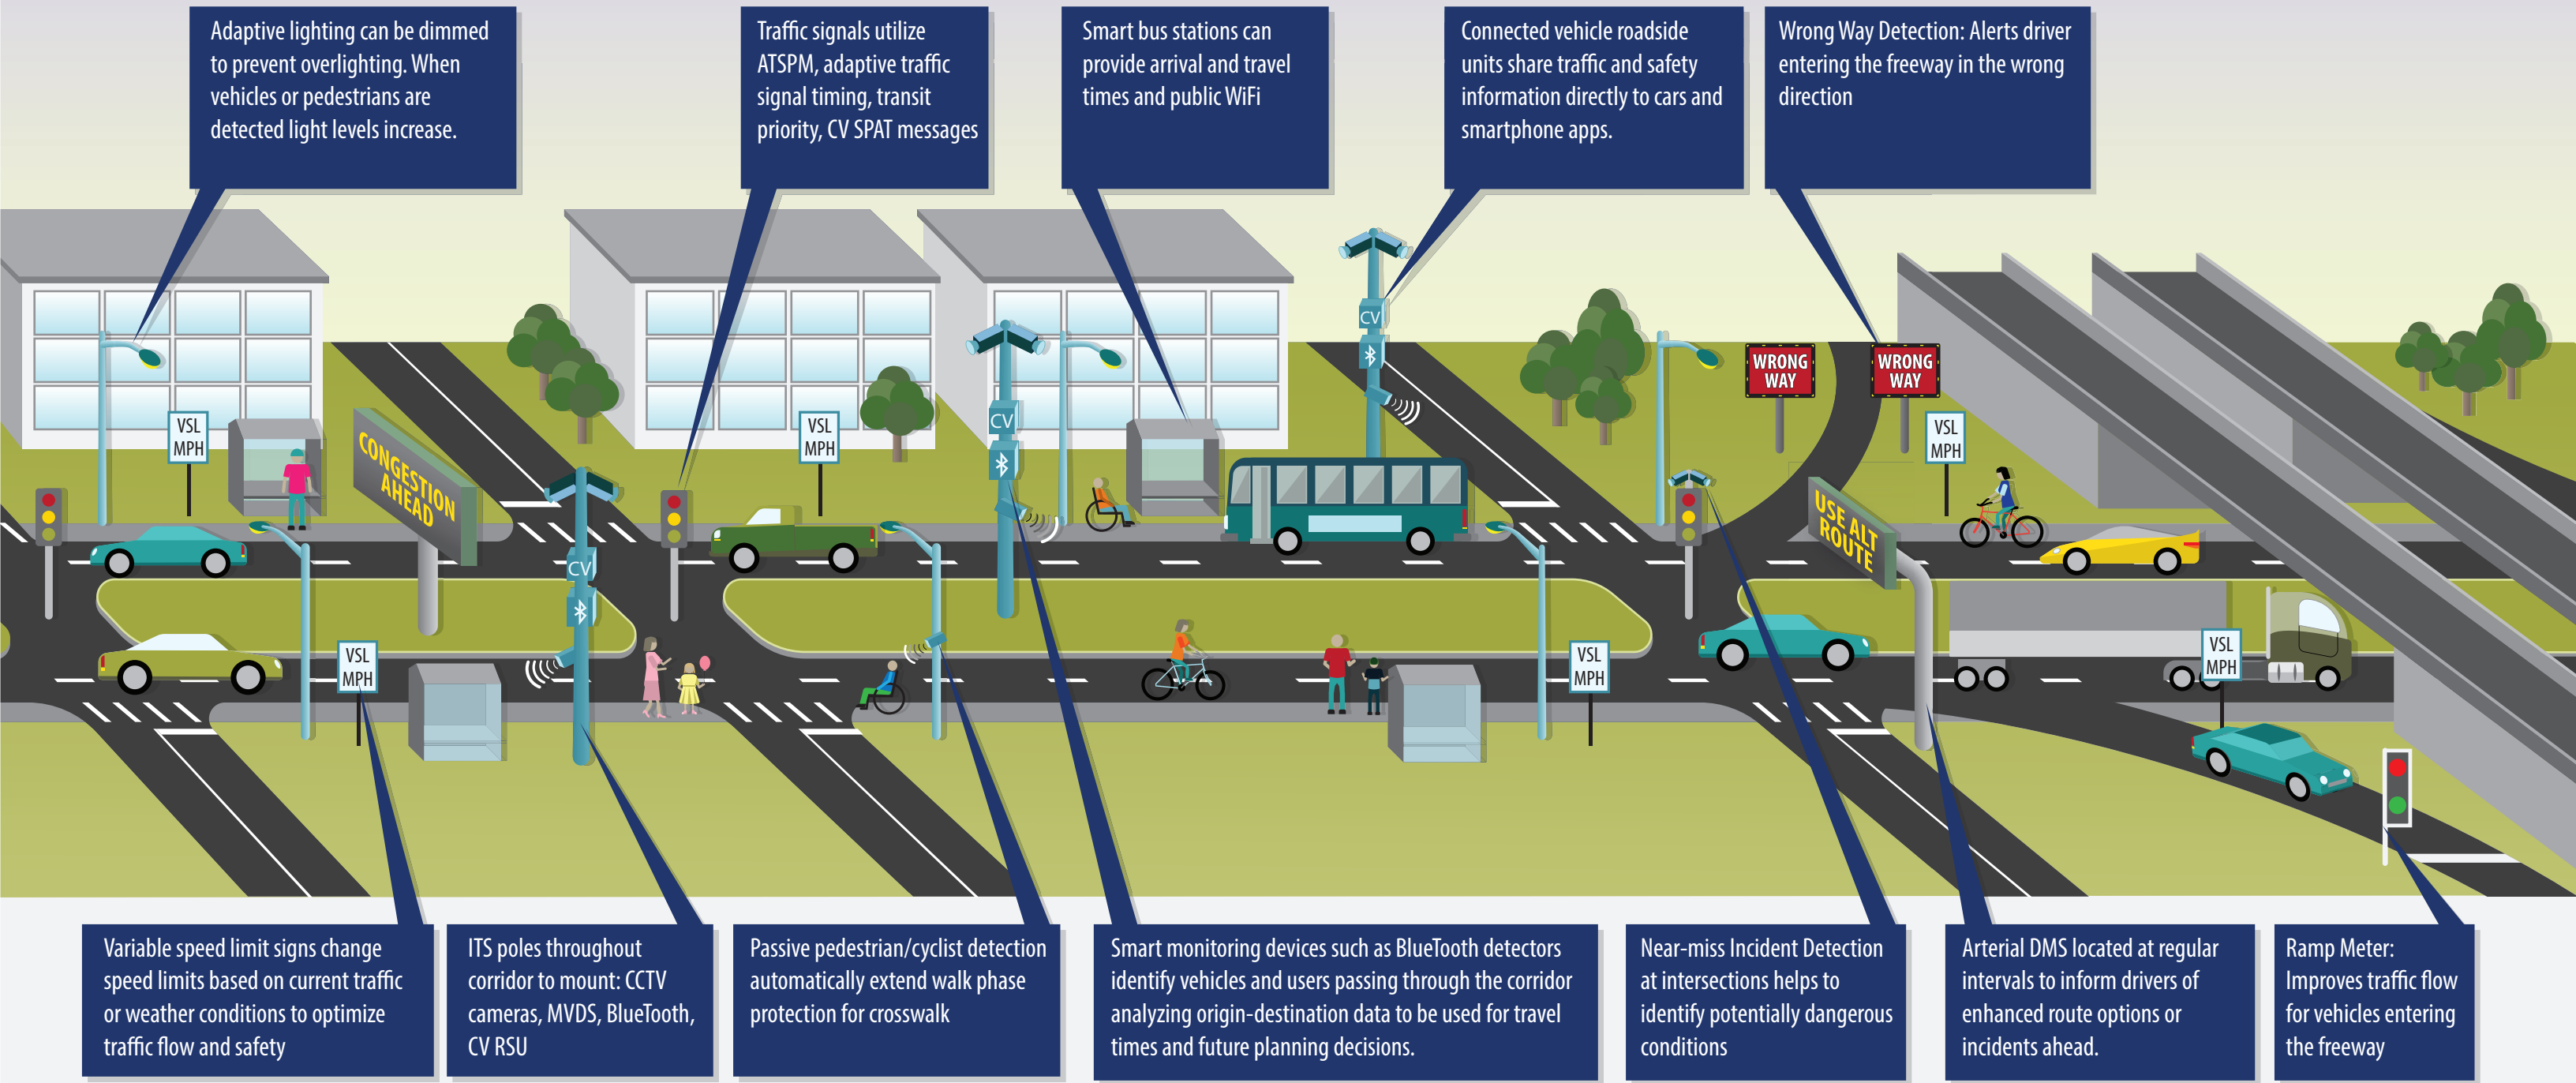 Adaptive lighting can be dimmed
to prevent overlighting. When
vehicles or pedestrians are
detected light levels increase.
Traffic signals utilize
ATSPM, adaptive traffic
signal timing, transit
priority, CV SPAT messages
Smart bus stations can
provide arrival and travel
times and public WiFi
Connected vehicle roadside
units share traffic and safety
information directly to cars and
smartphone apps.
Wrong Way Detection: Alerts driver
entering the freeway in the wrong
direction
CV
WRONG
WAY
WRONG
WAY
VSL
MPH
CONGESTION
AHEAD
VSL
MPH
CV
VSL
MPH
USE ALT
ROUTE
CV
VSL
MPH
VSL
MPH
VSL
MPH
Variable speed limit signs change
speed limits based on current traffic
or weather conditions to optimize
traffic flow and safety
ITS poles throughout
corridor to mount: CCTV
cameras, MVDS, BlueTooth,
CV RSU
Passive pedestrian/cyclist detection
automatically extend walk phase
protection for crosswalk
Smart monitoring devices such as BlueTooth detectors
identify vehicles and users passing through the corridor
analyzing origin-destination data to be used for travel
times and future planning decisions.
Near-miss Incident Detection
at intersections helps to
identify potentially dangerous
conditions
Arterial DMS located at regular
intervals to inform drivers of
enhanced route options or
incidents ahead.
Ramp Meter:
Improves traffic flow
for vehicles entering
the freeway